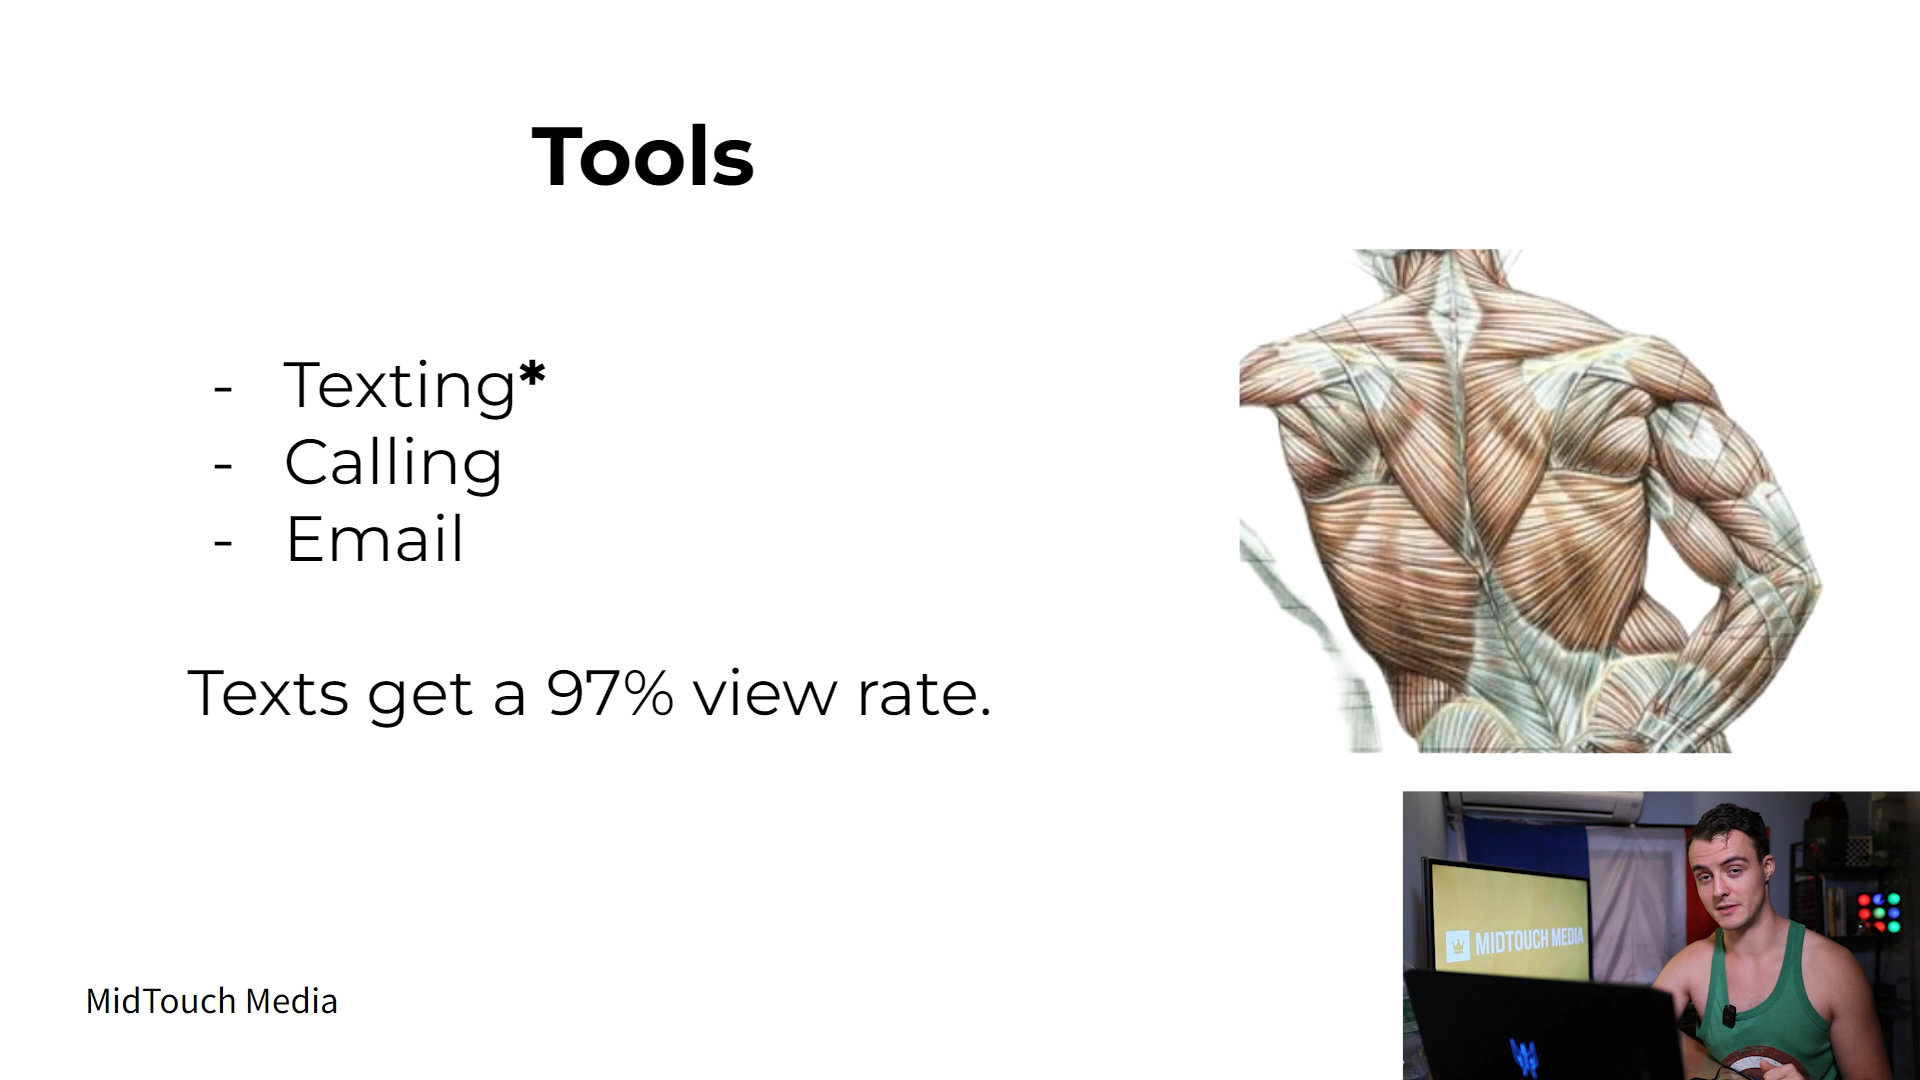 Tools
- Texting*
- Calling
- Email
Texts get a 97% view rate.
MIDTOUCH MEDIA
MidTouch Media